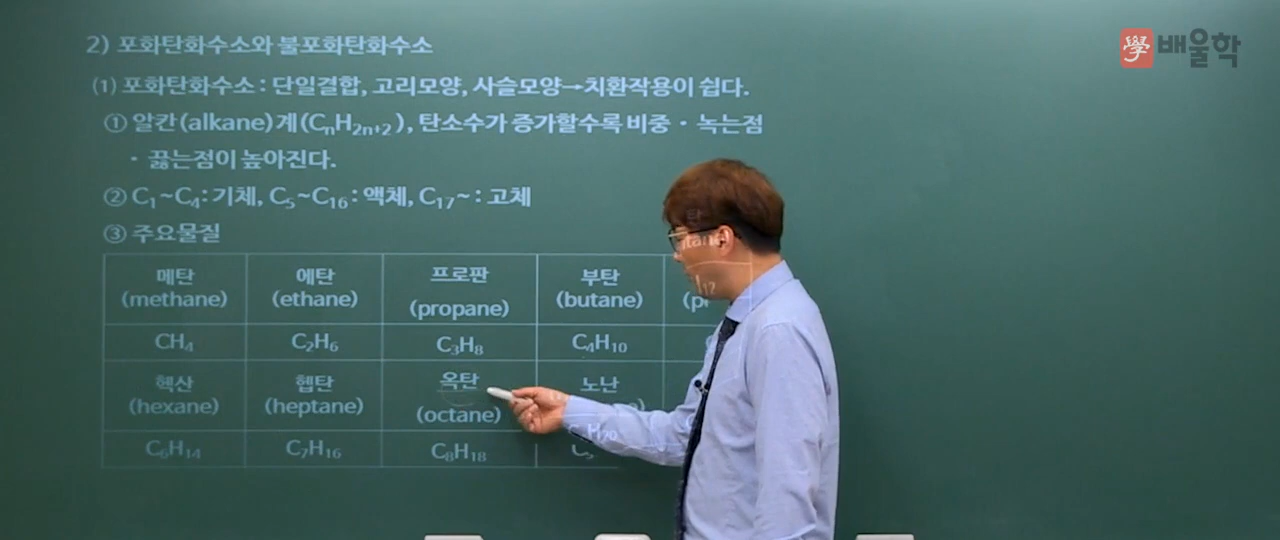 2) 포화탄화수소와 불포화탄화수소
學 배울학
(1) 포화탄화수소 : 단일결합, 고리모양, 사슬모양→치환작용이 쉽다.
① 알칸(alkane)계(CnH2n+2), 탄소수가 증가할수록 비중 · 녹는점
· 끓는점이 높아진다.
② C1~C4 : 기체, C5~C16 : 액체, C17~ : 고체
③ 주요물질
메탄 에탄 프로판 부탄
(methane) (ethane) (propane) (butane)
CH4 C2H6 C3H8 C4H10
헥산 헵탄 옥탄 노난
(hexane) (heptane) (octane)
C6H14 C7H16 C8H18